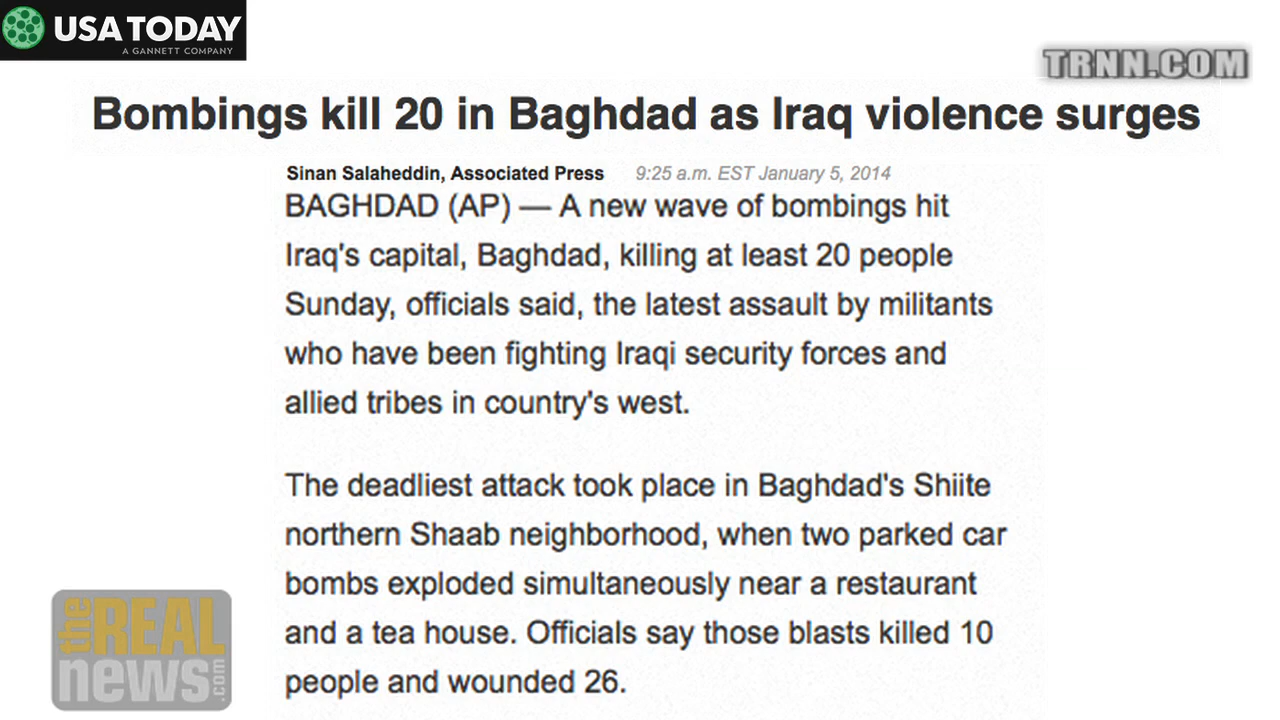 USA TODAY
A GANNETT COMPANY
TRNN.COM
Bombings kill 20 in Baghdad as Iraq violence surges
Sinan Salaheddin, Associated Press 9:25 a.m. EST January 5, 2014
BAGHDAD (AP) — A new wave of bombings hit
Iraq's capital, Baghdad, killing at least 20 people
Sunday, officials said, the latest assault by militants
who have been fighting Iraqi security forces and
allied tribes in country's west.
The deadliest attack took place in Baghdad's Shiite
northern Shaab neighborhood, when two parked car
bombs exploded simultaneously near a restaurant
and a tea house. Officials say those blasts killed 10
people and wounded 26.
the REAL
news.com